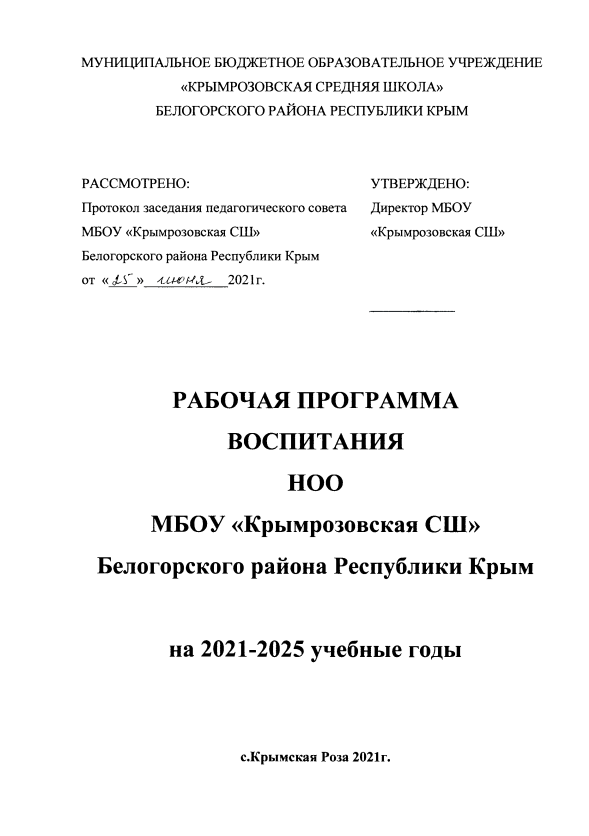 МУНИЦИПАЛЬНОЕ БЮДЖЕТНОЕ ОБРАЗОВАТЕЛЬНОЕ УЧРЕЖДЕНИЕ
«КРЫМРОЗОВСКАЯ СРЕДНЯЯ ШКОЛА»
БЕЛОГОРСКОГО РАЙОНА РЕСПУБЛИКИ КРЫМ
РАССМОТРЕНО:
Протокол заседания педагогического совета
МБОУ «Крымрозовская СШ»
Белогорского района Республики Крым
от «25» июня 2021г.
УТВЕРЖДЕНО:
Директор МБОУ
«Крымрозовская СШ»
РАБОЧАЯ ПРОГРАММА
ВОСПИТАНИЯ
НОО
МБОУ «Крымрозовская СШ»
Белогорского района Республики Крым
на 2021-2025 учебные годы
с.Крымская Роза 2021г.